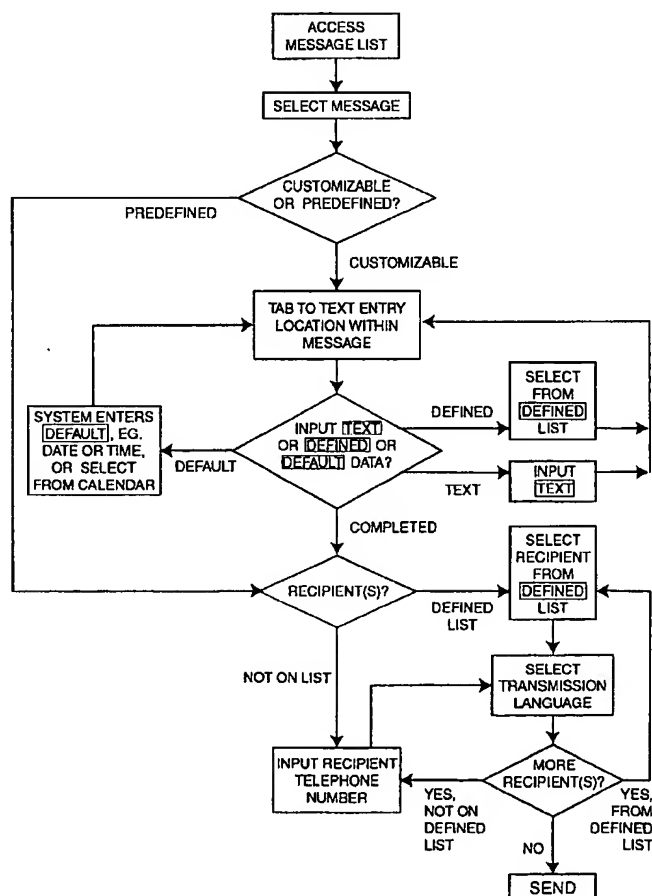 ACCESS
MESSAGE LIST
SELECT MESSAGE
CUSTOMIZABLE
OR PREDEFINED?
PREDEFINED
CUSTOMIZABLE
TAB TO TEXT ENTRY
LOCATION WITHIN
MESSAGE
SELECT
FROM
DEFINED
LIST
SYSTEM ENTERS
DEFAULT, EG.
DATE OR TIME,
OR SELECT
FROM CALENDAR
DEFAULT
INPUT TEXT
OR DEFINED OR
DEFAULT DATA?
DEFINED
TEXT
INPUT
TEXT
COMPLETED
RECIPIENT(S)?
DEFINED
LIST
SELECT
RECIPIENT
FROM
DEFINED
LIST
NOT ON LIST
SELECT
TRANSMISSION
LANGUAGE
INPUT RECIPIENT
TELEPHONE
NUMBER
MORE
RECIPIENT(S)?
YES,
NOT ON
DEFINED
LIST
YES,
FROM
DEFINED
LIST
NO
SEND